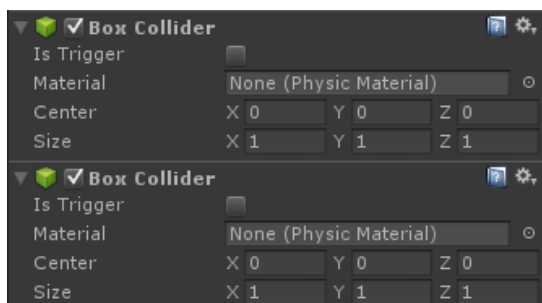 Box Collider
Is Trigger
Material None (Physic Material)
Center X 0 Y 0 Z 0
Size X 1 Y 1 Z 1
Box Collider
Is Trigger
Material None (Physic Material)
Center X 0 Y 0 Z 0
Size X 1 Y 1 Z 1